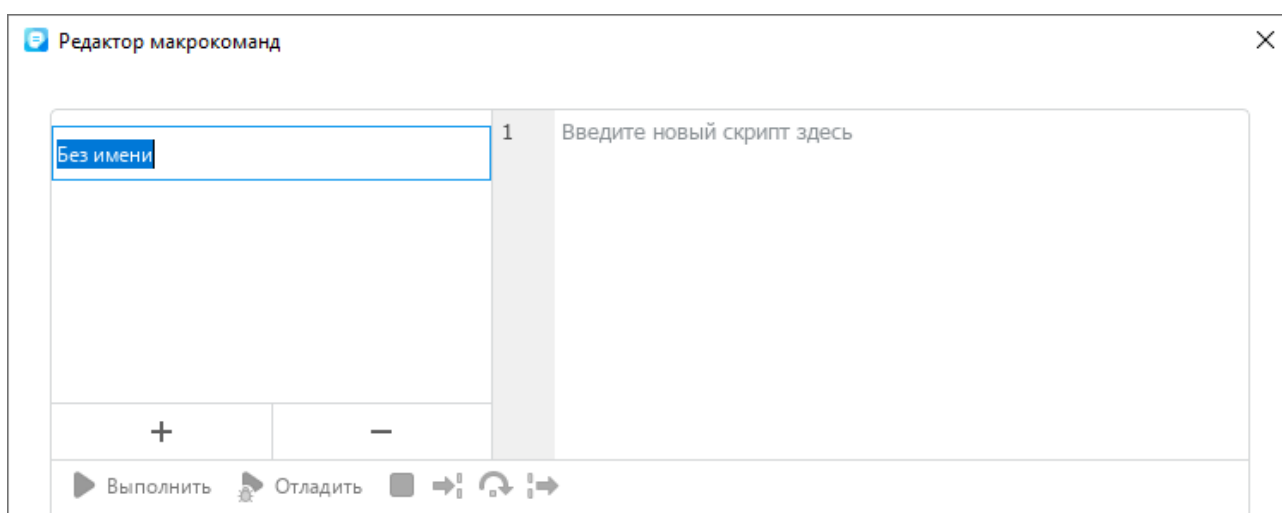 Редактор макрокоманд
Без имени
1 Введите новый скрипт здесь
+ −
Выполнить Отладить